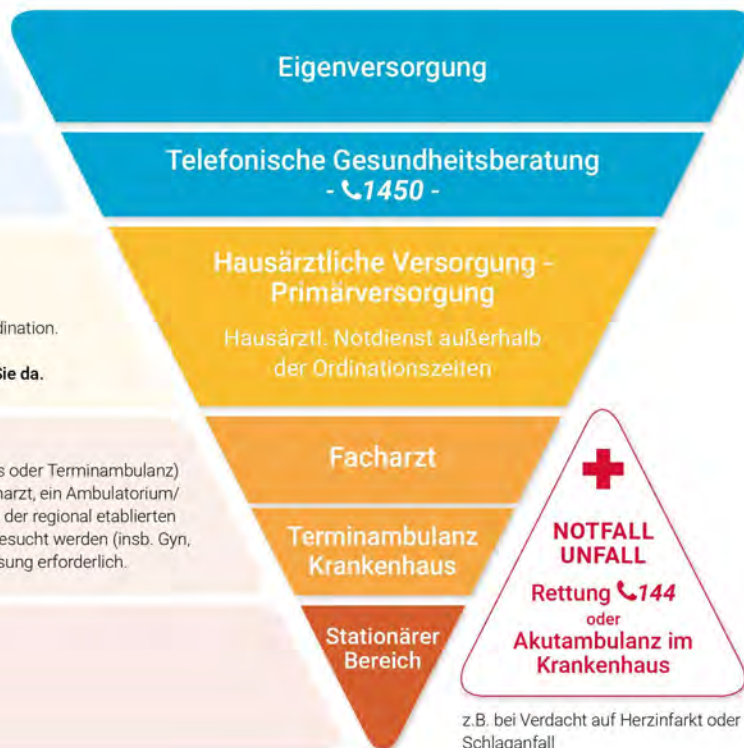 Eigenversorgung
Telefonische Gesundheitsberatung
- 1450 -
Hausärztliche Versorgung -
Primärversorgung
Hausärztl. Notdienst außerhalb
der Ordinationszeiten
dination.
Sie da.
Facharzt
s oder Terminambulanz)
harzt, ein Ambulatorium/
der regional etablierten
esucht werden (insb. Gyn,
sung erforderlich.
Terminambulanz
Krankenhaus
Stationärer
Bereich
NOTFALL
UNFALL
Rettung 144
oder
Akutambulanz im
Krankenhaus
z.B. bei Verdacht auf Herzinfarkt oder
Schlaganfall